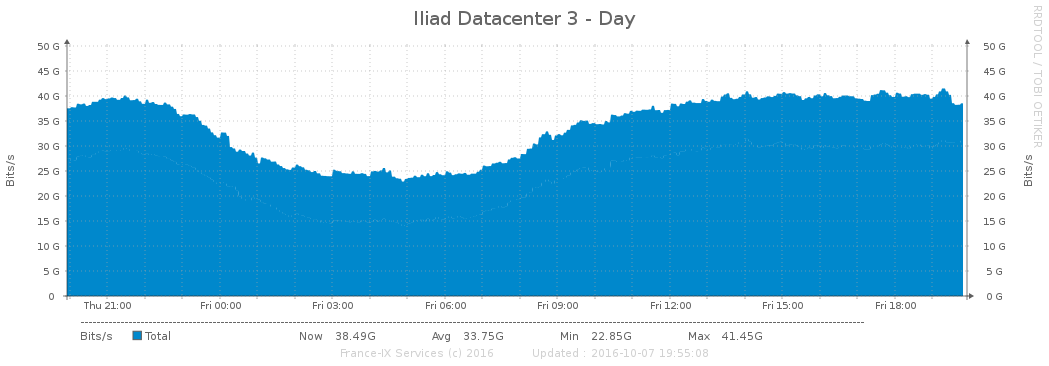 Iliad Datacenter 3 - Day
RRDTOOL / TOBI OETIKER
50 G 50 G
45 G 45 G
40 G 40 G
35 G 35 G
30 G 30 G
25 G 25 G
20 G 20 G
15 G 15 G
10 G 10 G
5 G 5 G
0 0 G
Bits/s Bits/s
Thu 21:00 Fri 00:00 Fri 03:00 Fri 06:00 Fri 09:00 Fri 12:00 Fri 15:00 Fri 18:00
Bits/s Total Now 38.49G Avg 33.75G Min 22.85G Max 41.45G
France-IX Services (c) 2016 Updated : 2016-10-07 19:55:08